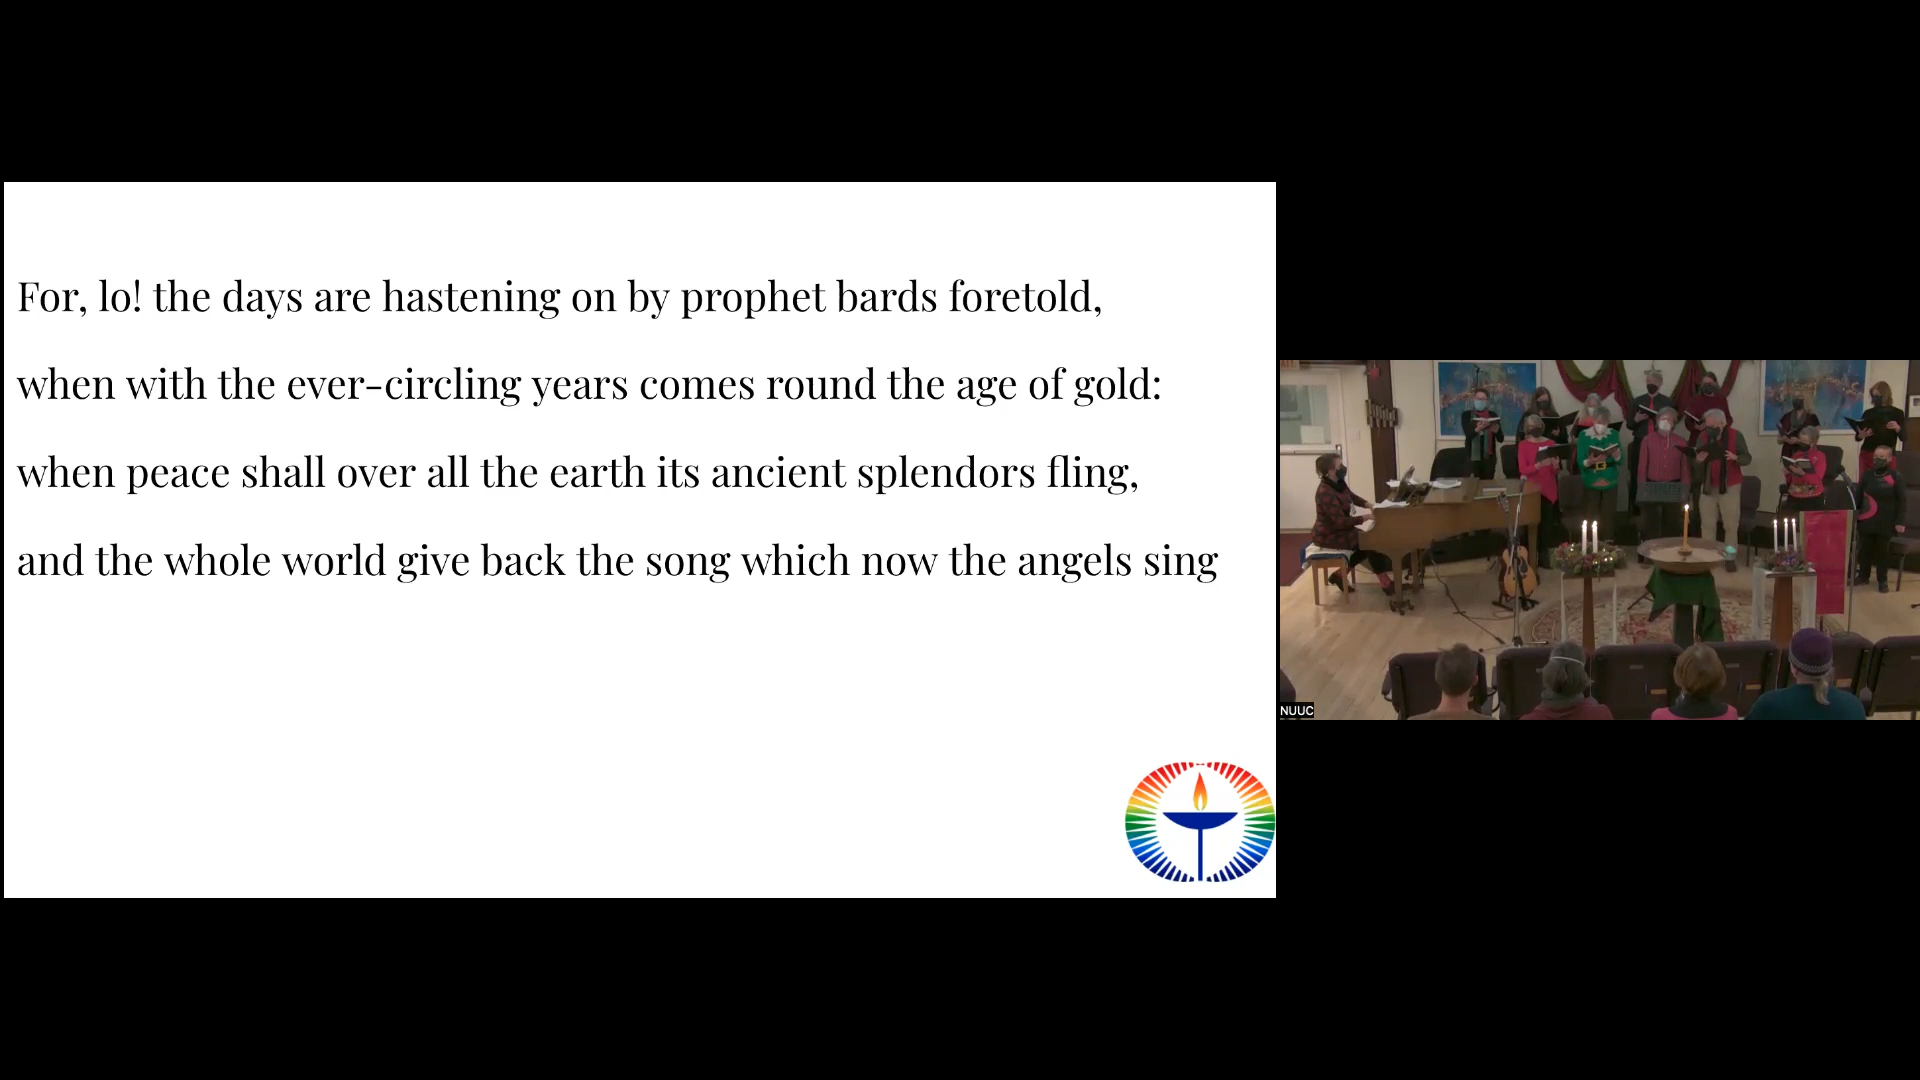 For, lo! the days are hastening on by prophet bards foretold,
when with the ever-circling years comes round the age of gold:
when peace shall over all the earth its ancient splendors fling,
and the whole world give back the song which now the angels sing
NUUC